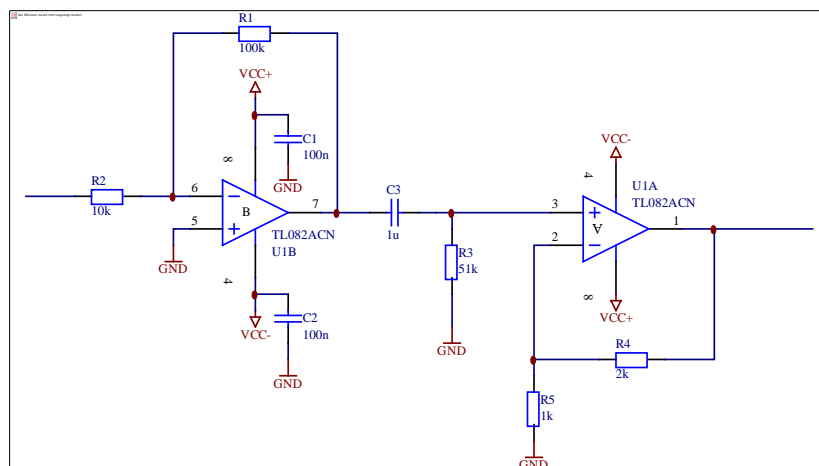 R1
100k
VCC+
C1
100n
GND
8
R2
10k
6
5
B
7
TL082ACN
U1B
GND
4
VCC-
C2
100n
GND
C3
1u
R3
51k
GND
VCC-
4
U1A
TL082ACN
3
2
A
1
8
VCC+
R4
2k
R5
1k
GND